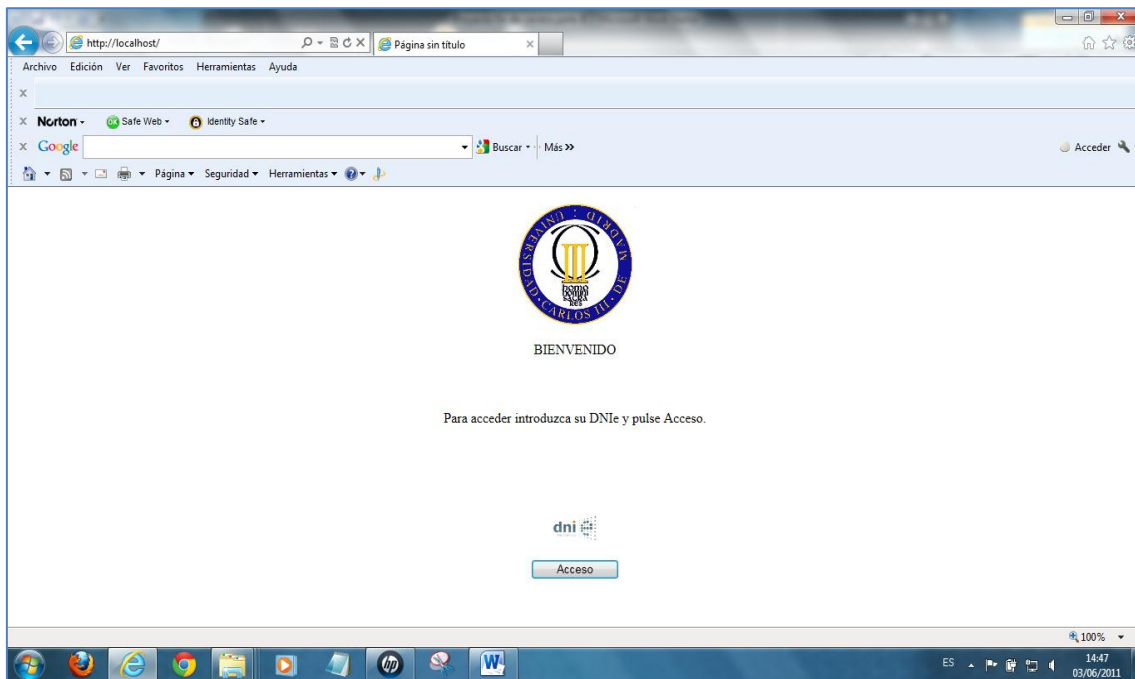 http://localhost/
Página sin título
Archivo Edición Ver Favoritos Herramientas Ayuda
Norton Safe Web Identity Safe
Google Buscar Más >> Acceder
Página Seguridad Herramientas
UNIVERSIDAD · CARLOS III · DE MADRID
homo
homini
SACRA
RES
BIENVENIDO
Para acceder introduzca su DNIe y pulse Acceso.
dni e
Acceso
100%
hp W
ES 14:47
03/06/2011